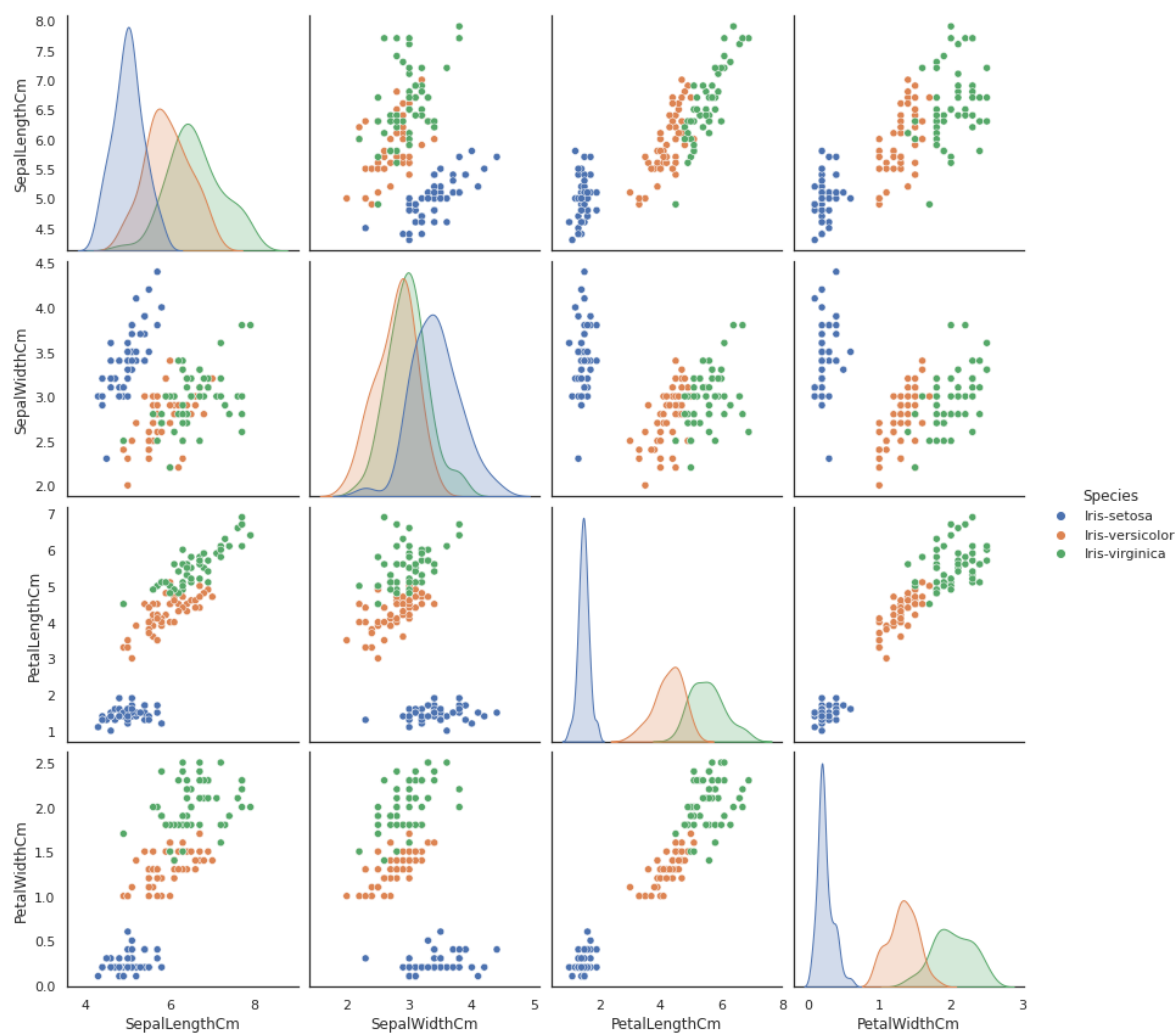 8.0
7.5
7.0
6.5
6.0
5.5
5.0
4.5
SepalLengthCm
4.5
4.0
3.5
3.0
2.5
2.0
SepalWidthCm
Species
Iris-setosa
Iris-versicolor
Iris-virginica
7
6
5
4
3
2
1
PetalLengthCm
2.5
2.0
1.5
1.0
0.5
0.0
PetalWidthCm
4 6 8
SepalLengthCm
2 3 4 5
SepalWidthCm
2 4 6 8
PetalLengthCm
0 1 2 3
PetalWidthCm